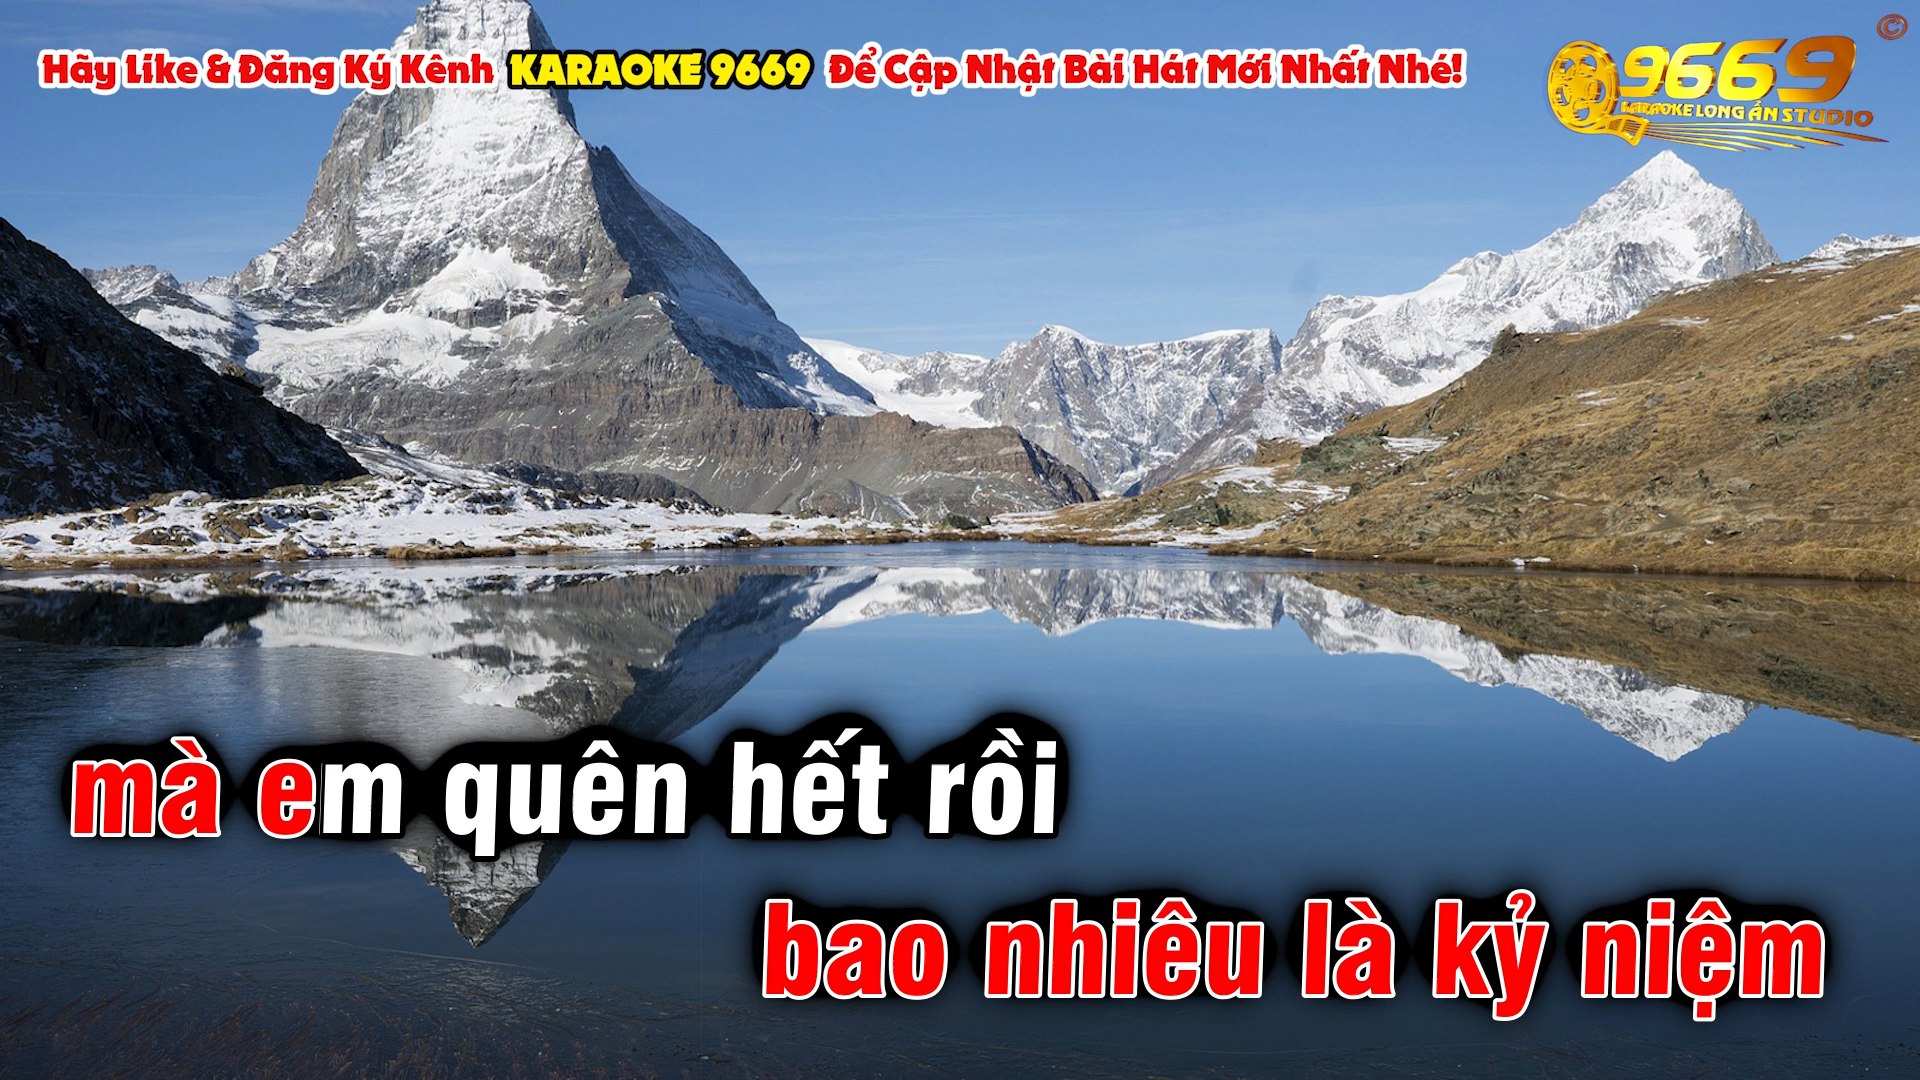 Hãy Like & Đăng Ký Kênh KARAOKE 9669 Để Cập Nhật Bài Hát Mới Nhất Nhé!
©
9669
KARAOKE LONG ẨN STUDIO
mà em quên hết rồi
bao nhiêu là kỷ niệm